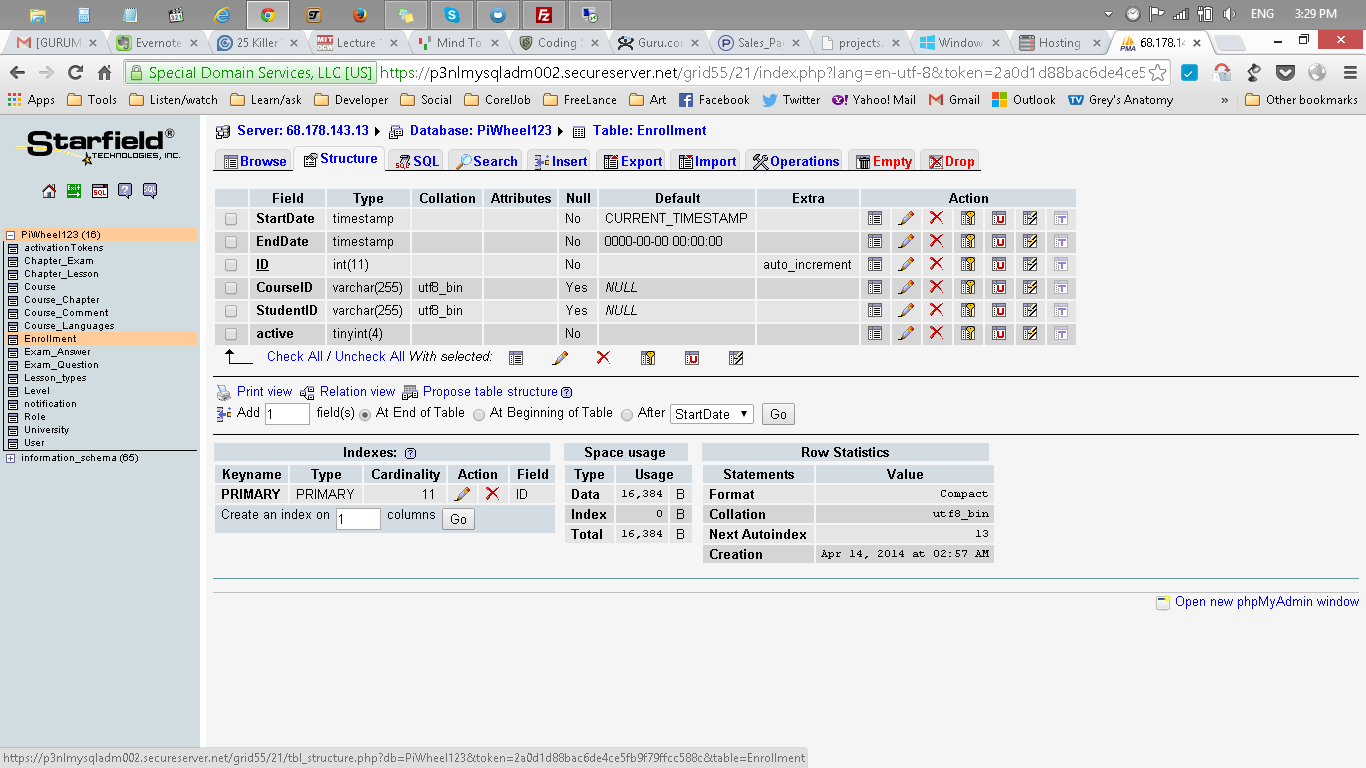 ENG 3:29 PM
[GURUM Evernote 25 Killer Lecture Mind To Coding Guru.co Sales_Pa projects. Window Hosting 68.178.14
Special Domain Services, LLC [US] https://p3nlmysqladm002.secureserver.net/grid55/21/index.php?lang=en-utf-8&token=2a0d1d88bac6de4ce5
Apps Tools Listen/watch Learn/ask Developer Social CorelJob FreeLance Art Facebook Twitter Yahoo! Mail Gmail Outlook Grey's Anatomy » Other bookmarks
Starfield®
TECHNOLOGIES, INC.
PiWheel123 (16)
activationTokens
Chapter_Exam
Chapter_Lesson
Course
Course_Chapter
Course_Comment
Course_Languages
Enrollment
Exam_Answer
Exam_Question
Lesson_types
Level
notification
Role
University
User
information_schema (65)
Server: 68.178.143.13 Database: PiWheel123 Table: Enrollment
Browse Structure SQL Search Insert Export Import Operations Empty Drop
Field Type Collation Attributes Null Default Extra Action
StartDate timestamp No CURRENT_TIMESTAMP
EndDate timestamp No 0000-00-00 00:00:00
ID int(11) No auto_increment
CourseID varchar(255) utf8_bin Yes NULL
StudentID varchar(255) utf8_bin Yes NULL
active tinyint(4) No
Check All / Uncheck All With selected:
Print view Relation view Propose table structure
Add 1 field(s) At End of Table At Beginning of Table After StartDate Go
Indexes:
Keyname Type Cardinality Action Field
PRIMARY PRIMARY 11 ID
Create an index on 1 columns Go
Space usage
Type Usage
Data 16,384 B
Index 0 B
Total 16,384 B
Row Statistics
Statements Value
Format Compact
Collation utf8_bin
Next Autoindex 13
Creation Apr 14, 2014 at 02:57 AM
Open new phpMyAdmin window
https://p3nlmysqladm002.secureserver.net/grid55/21/tbl_structure.php?db=PiWheel123&token=2a0d1d88bac6de4ce5fb9f79ffcc588c&table=Enrollment